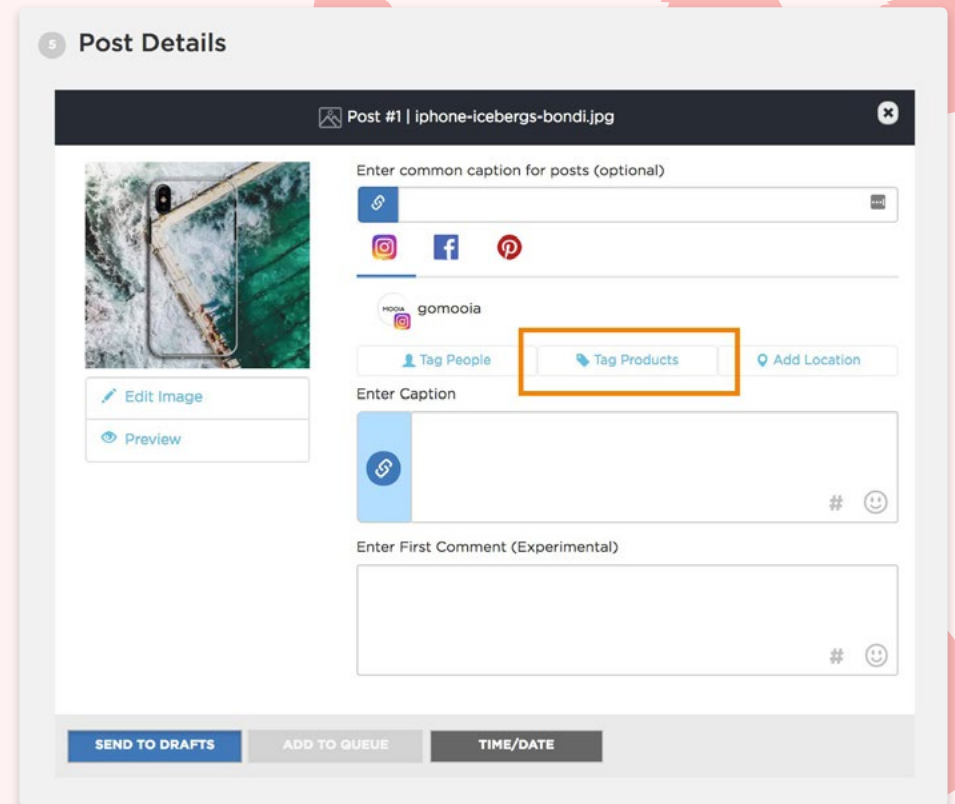 5 Post Details
Post #1 | iphone-icebergs-bondi.jpg
Enter common caption for posts (optional)
MOOIA gomooia
Tag People Tag Products Add Location
Edit Image
Enter Caption
Preview
#
Enter First Comment (Experimental)
#
SEND TO DRAFTS ADD TO QUEUE TIME/DATE